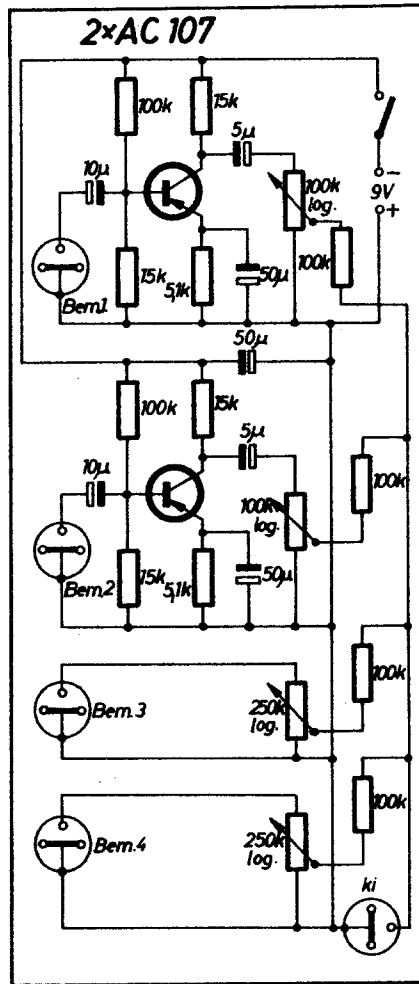 2×AC 107
100k
15k
5µ
10µ
100k
log.
−
9V
+
Bem.1
15k
5,1k
50µ
100k
50µ
100k
15k
5µ
10µ
100k
100k
log.
Bem.2
15k
5,1k
50µ
Bem.3
250k
log.
100k
Bem.4
250k
log.
100k
ki